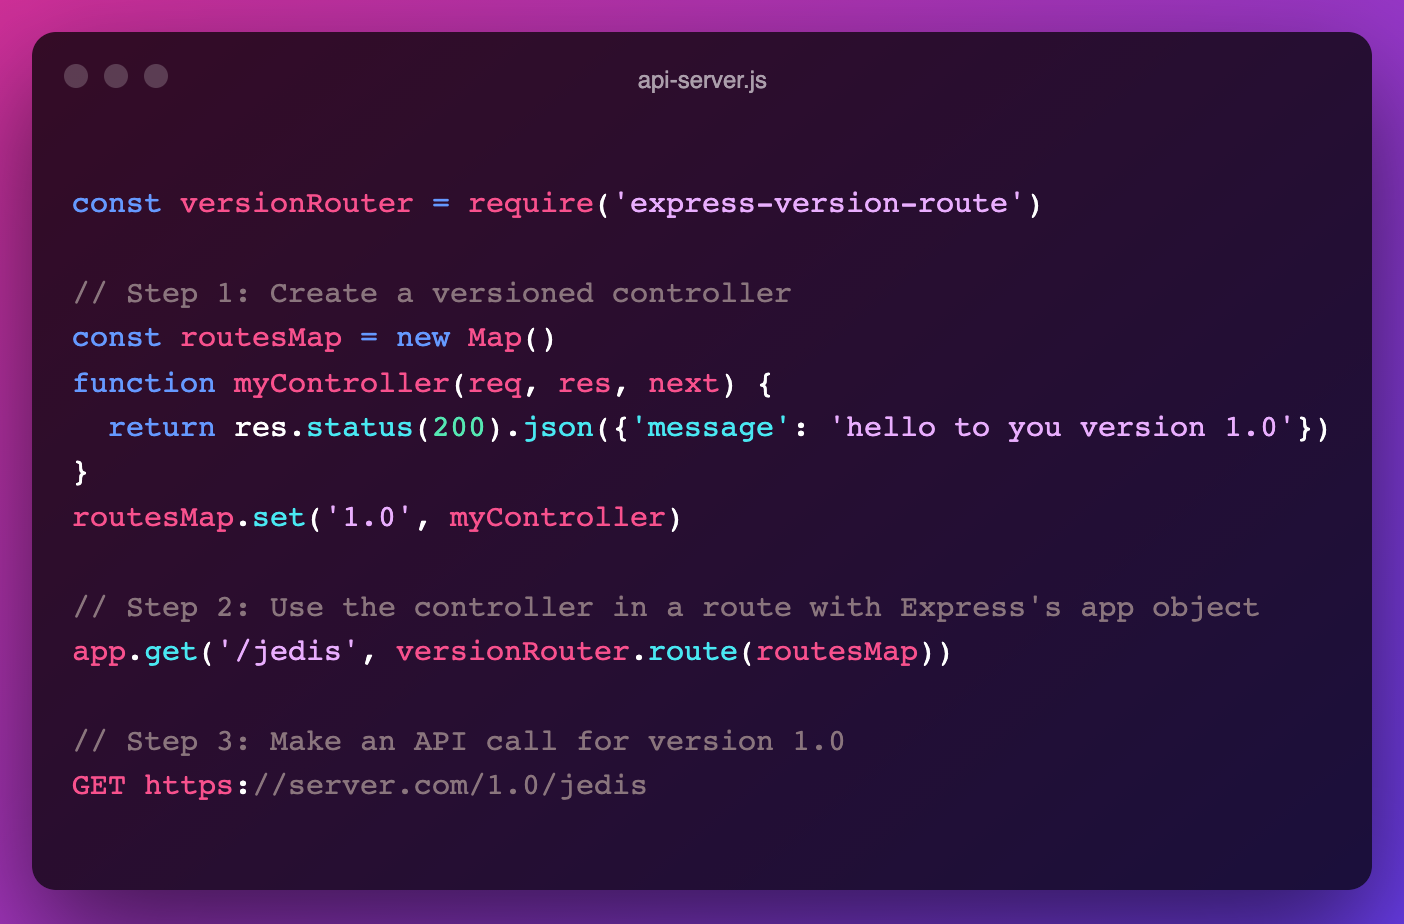 api-server.js
const versionRouter = require('express-version-route')
// Step 1: Create a versioned controller
const routesMap = new Map()
function myController(req, res, next) {
  return res.status(200).json({'message': 'hello to you version 1.0'})
}
routesMap.set('1.0', myController)
// Step 2: Use the controller in a route with Express's app object
app.get('/jedis', versionRouter.route(routesMap))
// Step 3: Make an API call for version 1.0
GET https://server.com/1.0/jedis